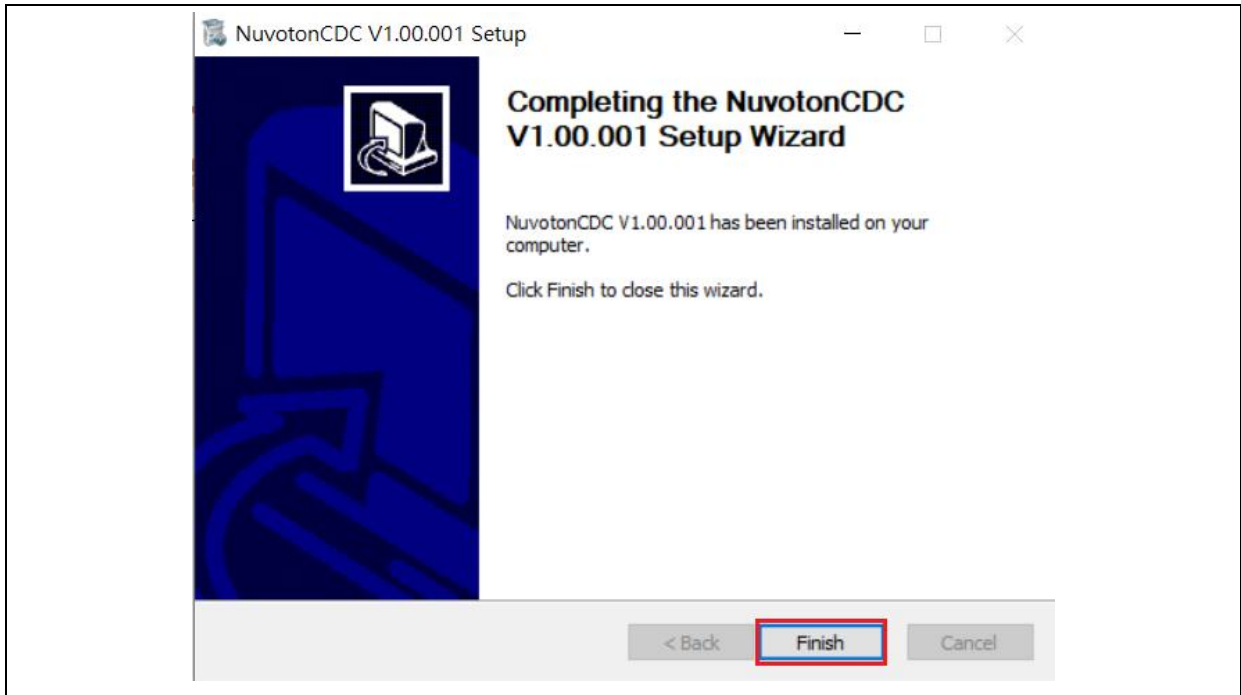 NuvotonCDC V1.00.001 Setup
Completing the NuvotonCDC
V1.00.001 Setup Wizard
NuvotonCDC V1.00.001 has been installed on your
computer.
Click Finish to close this wizard.
< Back
Finish
Cancel